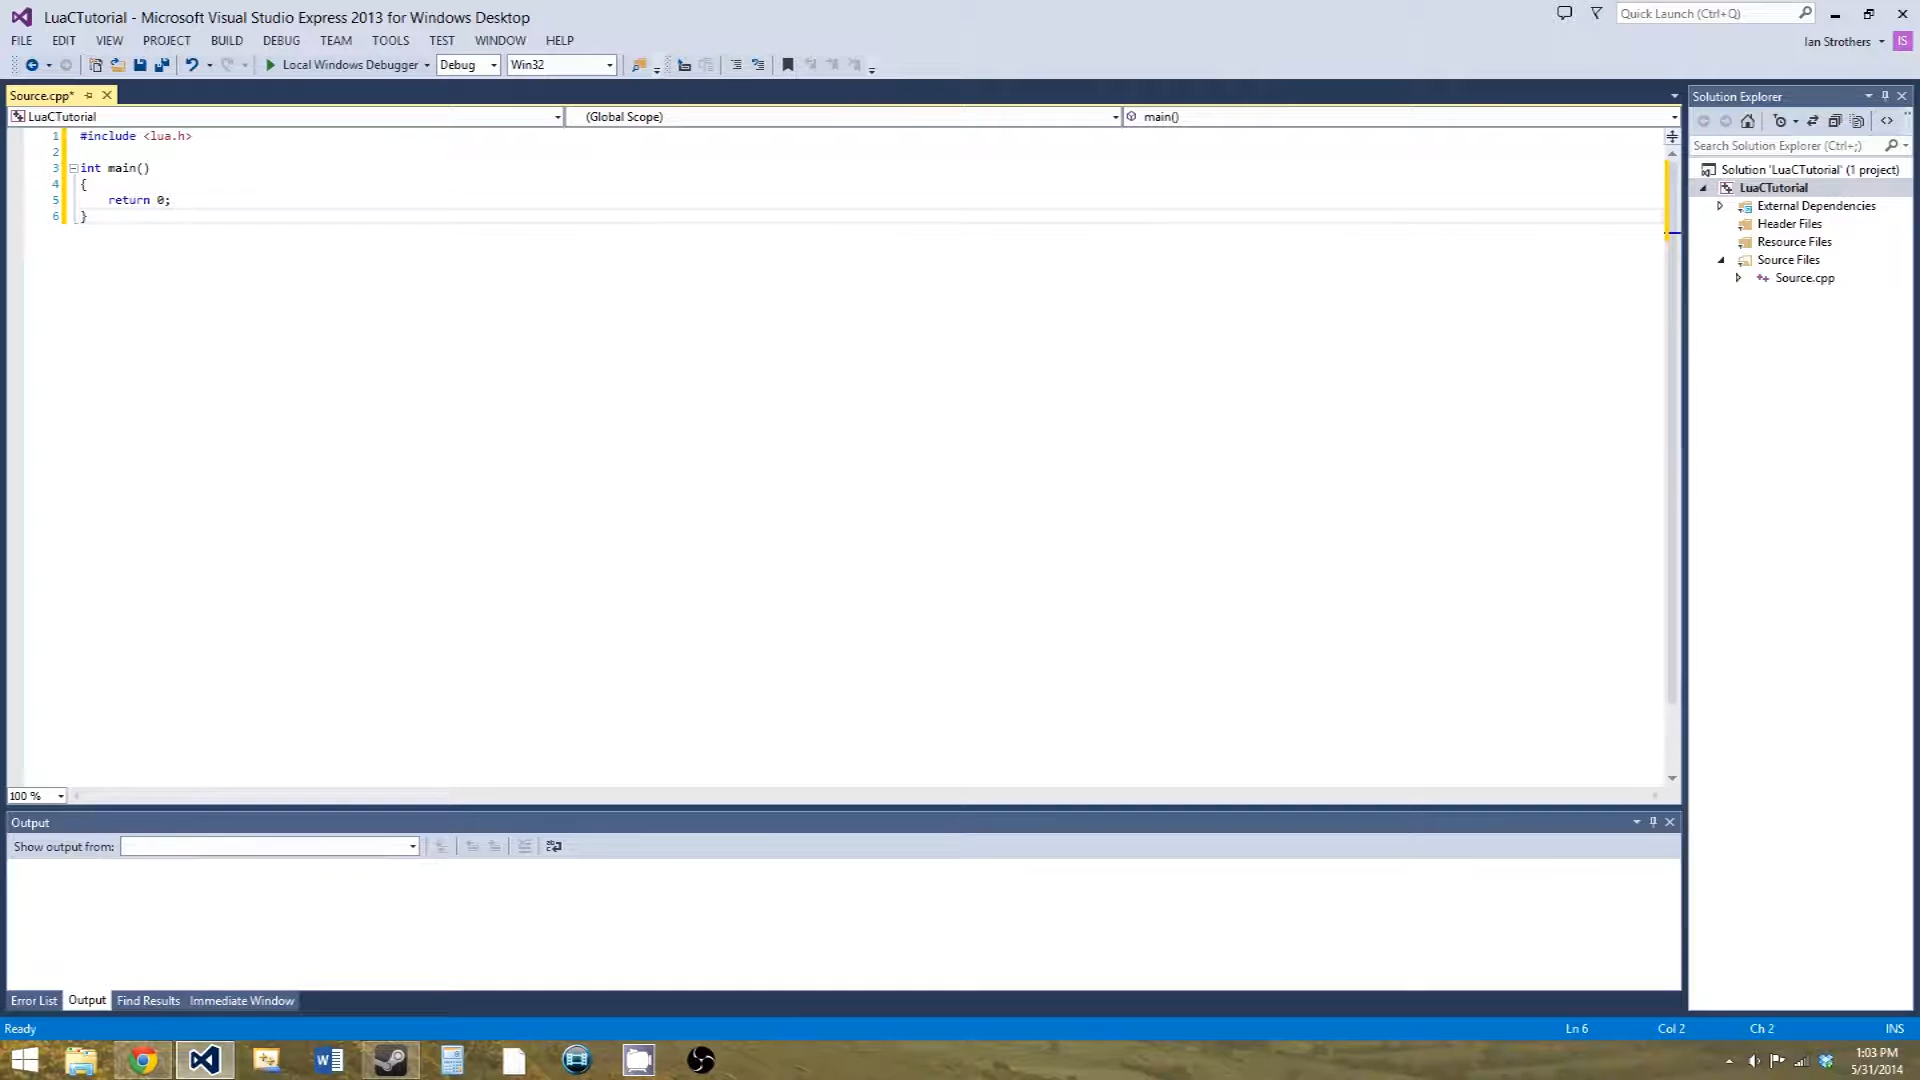 LuaCTutorial - Microsoft Visual Studio Express 2013 for Windows Desktop
Quick Launch (Ctrl+Q)
FILE EDIT VIEW PROJECT BUILD DEBUG TEAM TOOLS TEST WINDOW HELP
Ian Strothers IS
Local Windows Debugger Debug Win32
Source.cpp*
LuaCTutorial (Global Scope) main()
1 #include <lua.h>
2
3 int main()
4 {
5 return 0;
6 }
100 %
Output
Show output from:
Error List Output Find Results Immediate Window
Solution Explorer
Search Solution Explorer (Ctrl+;)
Solution 'LuaCTutorial' (1 project)
LuaCTutorial
External Dependencies
Header Files
Resource Files
Source Files
Source.cpp
Ready Ln 6 Col 2 Ch 2 INS
1:03 PM
5/31/2014